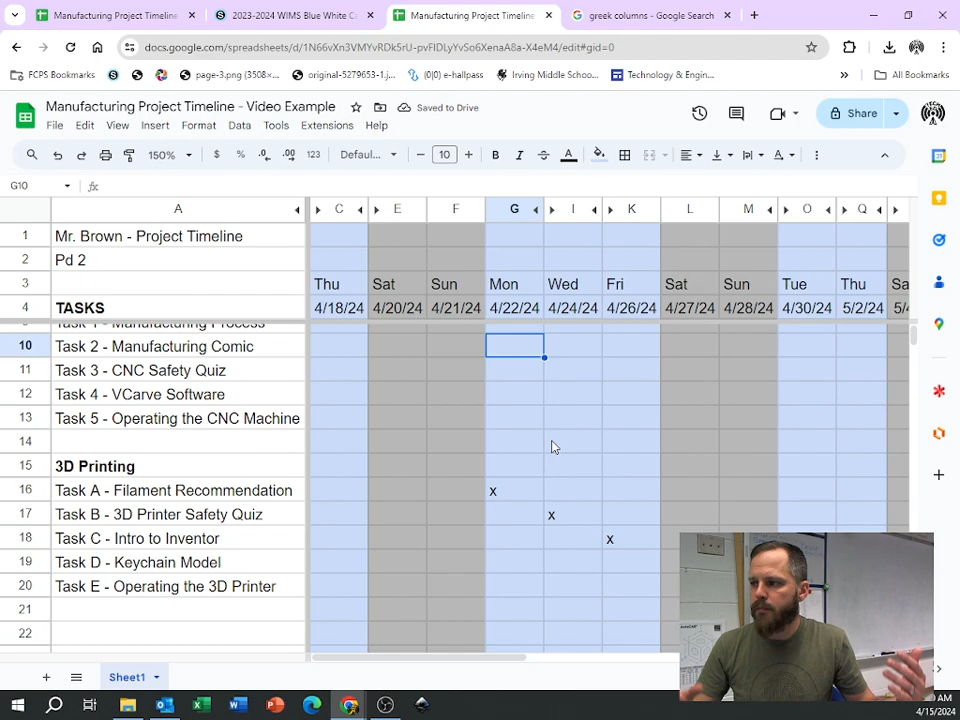 Manufacturing Project Timeline
2023-2024 WIMS Blue White Ca
Manufacturing Project Timeline
greek columns - Google Search
docs.google.com/spreadsheets/d/1N66vXn3VMYvRDk5rU-pvFIDLyYvSo6XenaA8a-X4eM4/edit#gid=0
FCPS Bookmarks
page-3.png (3508×...
original-5279653-1....
(0)(0) e-hallpass
Irving Middle Schoo...
Technology & Engin...
»
All Bookmarks
Manufacturing Project Timeline - Video Example
Saved to Drive
File Edit View Insert Format Data Tools Extensions Help
Share
150% $ % .0 .00 123 Defaul... − 10 + B I S A
G10 fx
A C E F G I K L M O Q
1 Mr. Brown - Project Timeline
2 Pd 2
3 Thu Sat Sun Mon Wed Fri Sat Sun Tue Thu Sa
4 TASKS 4/18/24 4/20/24 4/21/24 4/22/24 4/24/24 4/26/24 4/27/24 4/28/24 4/30/24 5/2/24 5/4
Task 1 - Manufacturing Process
10 Task 2 - Manufacturing Comic
11 Task 3 - CNC Safety Quiz
12 Task 4 - VCarve Software
13 Task 5 - Operating the CNC Machine
14
15 3D Printing
16 Task A - Filament Recommendation x
17 Task B - 3D Printer Safety Quiz x
18 Task C - Intro to Inventor x
19 Task D - Keychain Model
20 Task E - Operating the 3D Printer
21
22
Sheet1
AM
4/15/2024